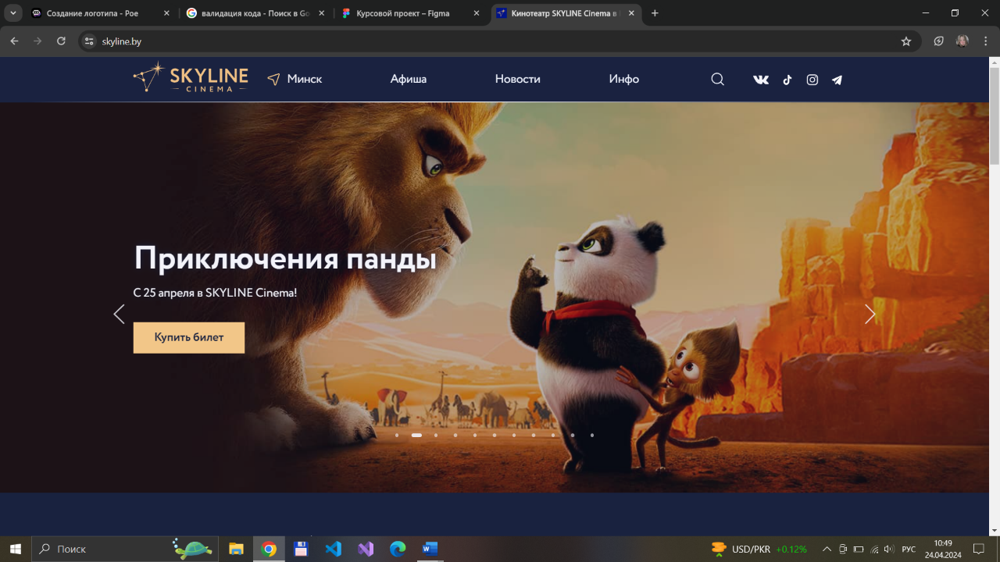 Создание логотипа - Poe
валидация кода - Поиск в Go
Курсовой проект – Figma
Кинотеатр SKYLINE Cinema в
skyline.by
SKYLINE
CINEMA
Минск
Афиша
Новости
Инфо
Приключения панды
С 25 апреля в SKYLINE Cinema!
Купить билет
Поиск
USD/PKR +0.12%
РУС
10:49
24.04.2024